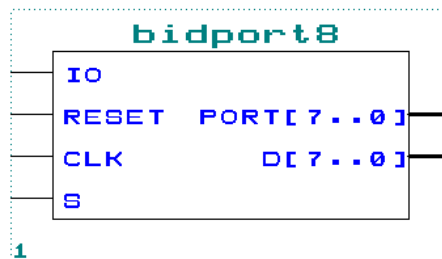 bidport8
IO
RESET PORT[7..0]
CLK D[7..0]
S
1